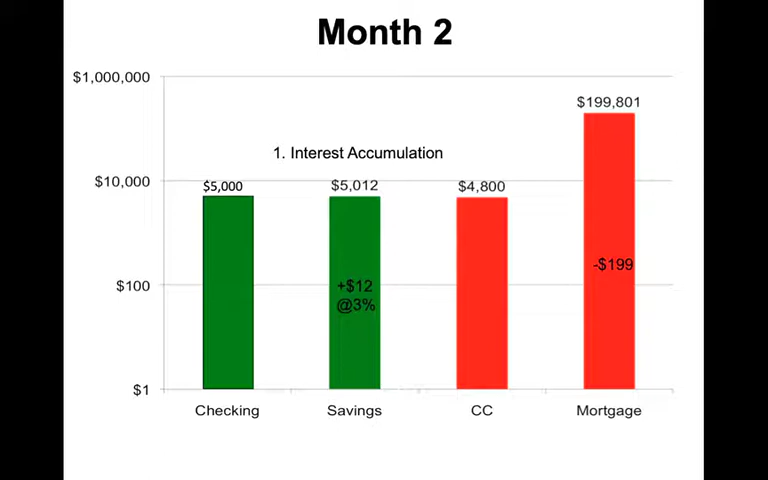 Month 2
$1,000,000
$199,801
1. Interest Accumulation
$10,000
$5,000
$5,012
$4,800
-$199
$100
+$12
@3%
$1
Checking
Savings
CC
Mortgage